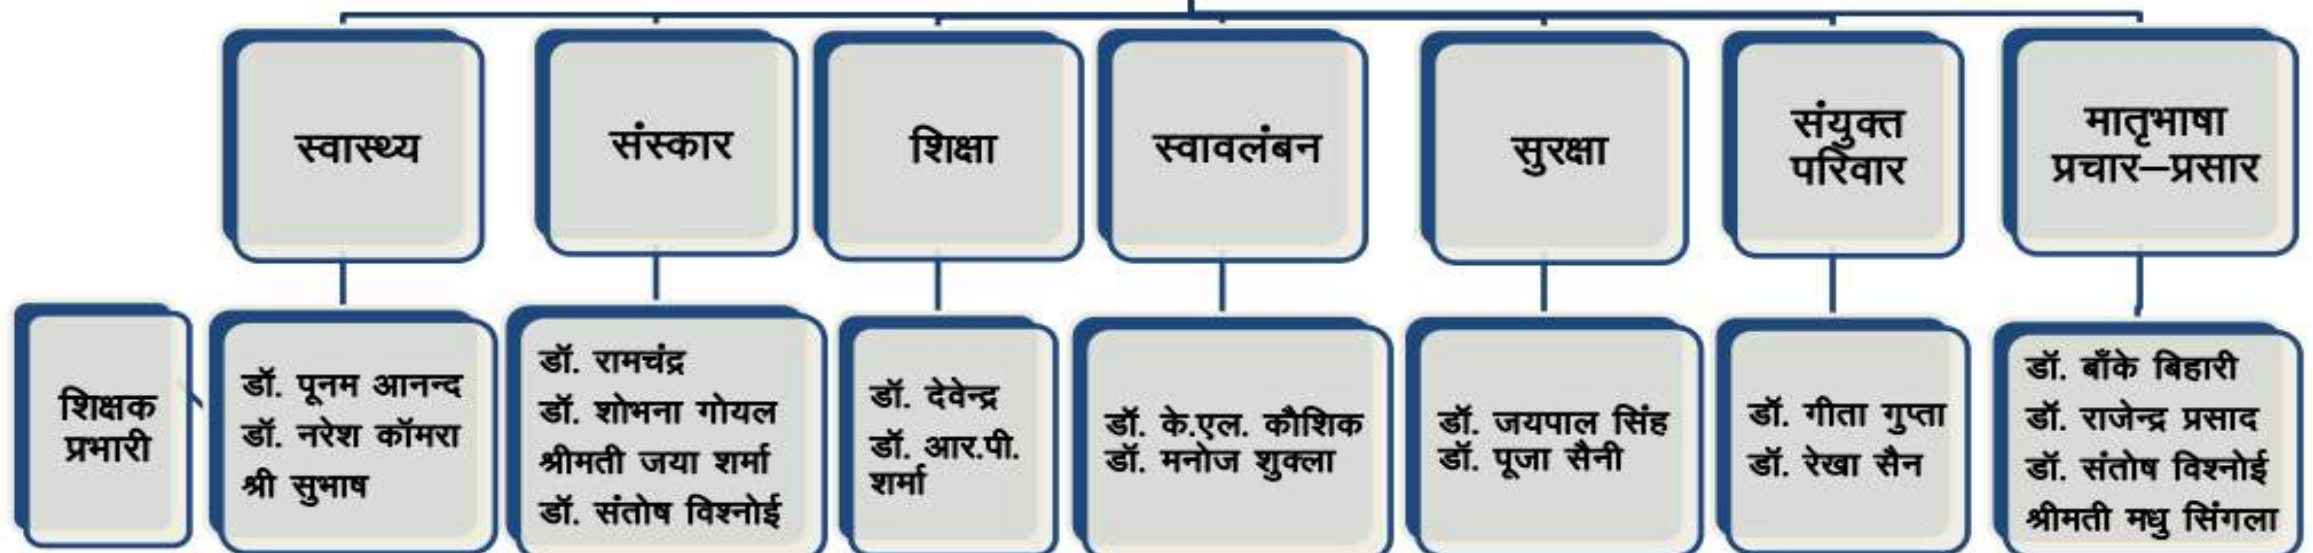 स्वास्थ्य
संस्कार
शिक्षा
स्वावलंबन
सुरक्षा
संयुक्त
परिवार
मातृभाषा
प्रचार–प्रसार
शिक्षक
प्रभारी
डॉ. पूनम आनन्द
डॉ. नरेश कॉमरा
श्री सुभाष
डॉ. रामचंद्र
डॉ. शोभना गोयल
श्रीमती जया शर्मा
डॉ. संतोष विश्नोई
डॉ. देवेन्द्र
डॉ. आर.पी.
शर्मा
डॉ. के.एल. कौशिक
डॉ. मनोज शुक्ला
डॉ. जयपाल सिंह
डॉ. पूजा सैनी
डॉ. गीता गुप्ता
डॉ. रेखा सैन
डॉ. बाँके बिहारी
डॉ. राजेन्द्र प्रसाद
डॉ. संतोष विश्नोई
श्रीमती मधु सिंगला